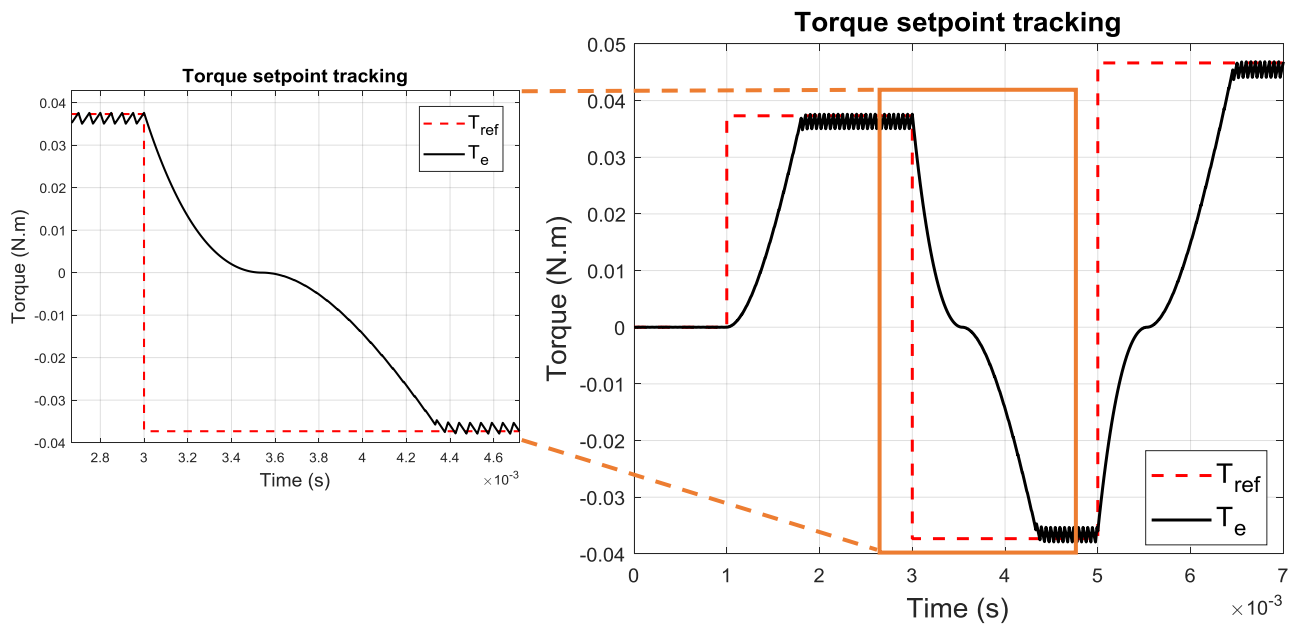 Torque setpoint tracking
0.04
0.03
0.02
0.01
0
-0.01
-0.02
-0.03
-0.04
Torque (N.m)
2.8 3 3.2 3.4 3.6 3.8 4 4.2 4.4 4.6
Time (s)
×10-3
Tref
Te
Torque setpoint tracking
0.05
0.04
0.03
0.02
0.01
0
-0.01
-0.02
-0.03
-0.04
Torque (N.m)
0 1 2 3 4 5 6 7
Time (s)
×10-3
Tref
Te